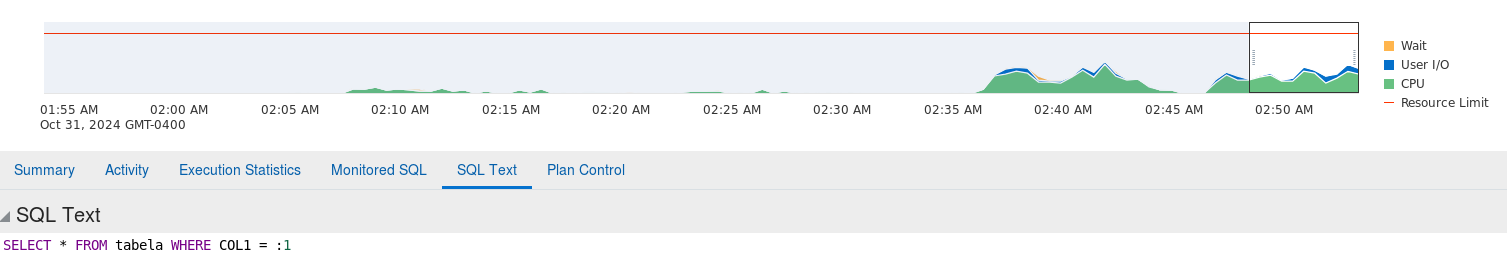 Wait
User I/O
CPU
Resource Limit
01:55 AM 02:00 AM 02:05 AM 02:10 AM 02:15 AM 02:20 AM 02:25 AM 02:30 AM 02:35 AM 02:40 AM 02:45 AM 02:50 AM
Oct 31, 2024 GMT-0400
Summary Activity Execution Statistics Monitored SQL SQL Text Plan Control
SQL Text
SELECT * FROM tabela WHERE COL1 = :1